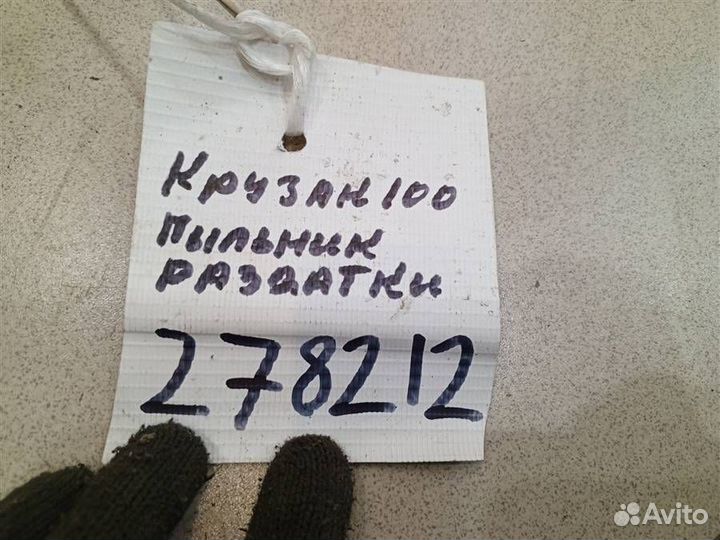 Крузак 100
пыльник
раздатки
278212
Avito